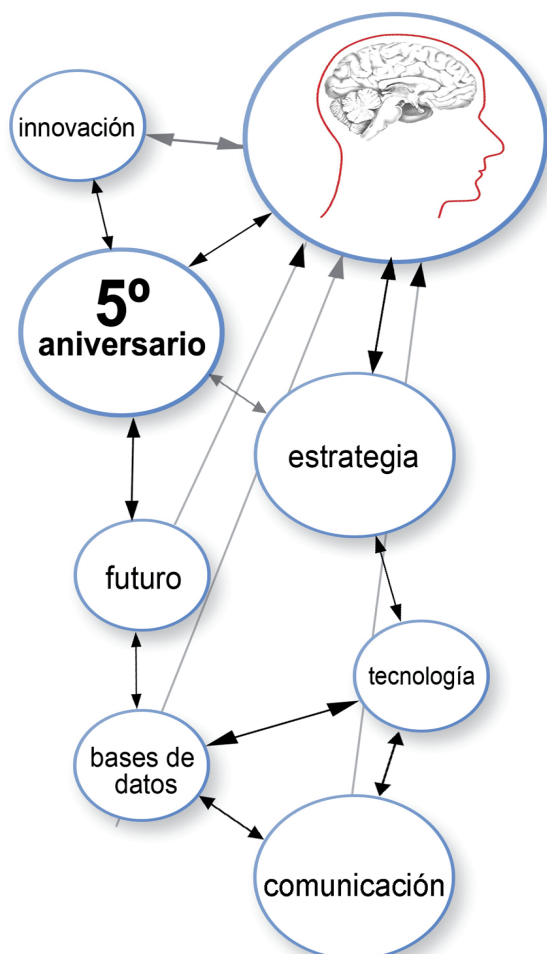 innovación
5º
aniversario
estrategia
futuro
tecnología
bases de
datos
comunicación